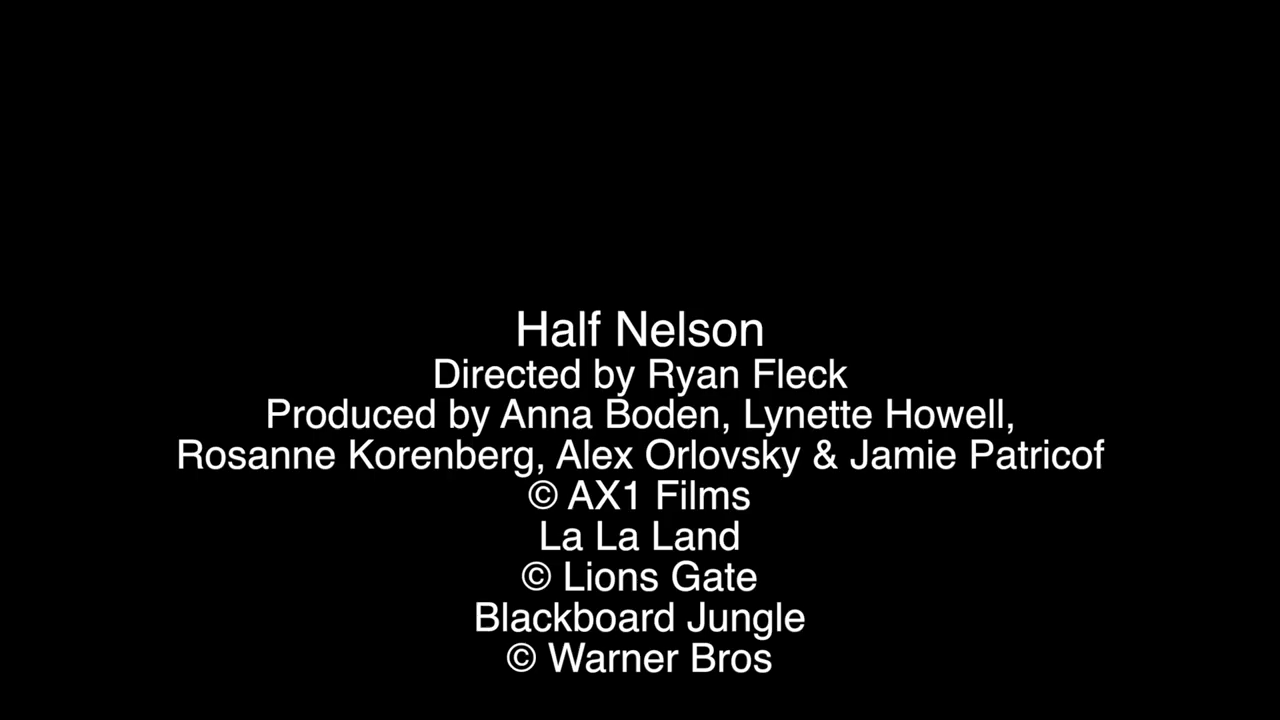 Half Nelson
Directed by Ryan Fleck
Produced by Anna Boden, Lynette Howell,
Rosanne Korenberg, Alex Orlovsky & Jamie Patricof
© AX1 Films
La La Land
© Lions Gate
Blackboard Jungle
© Warner Bros